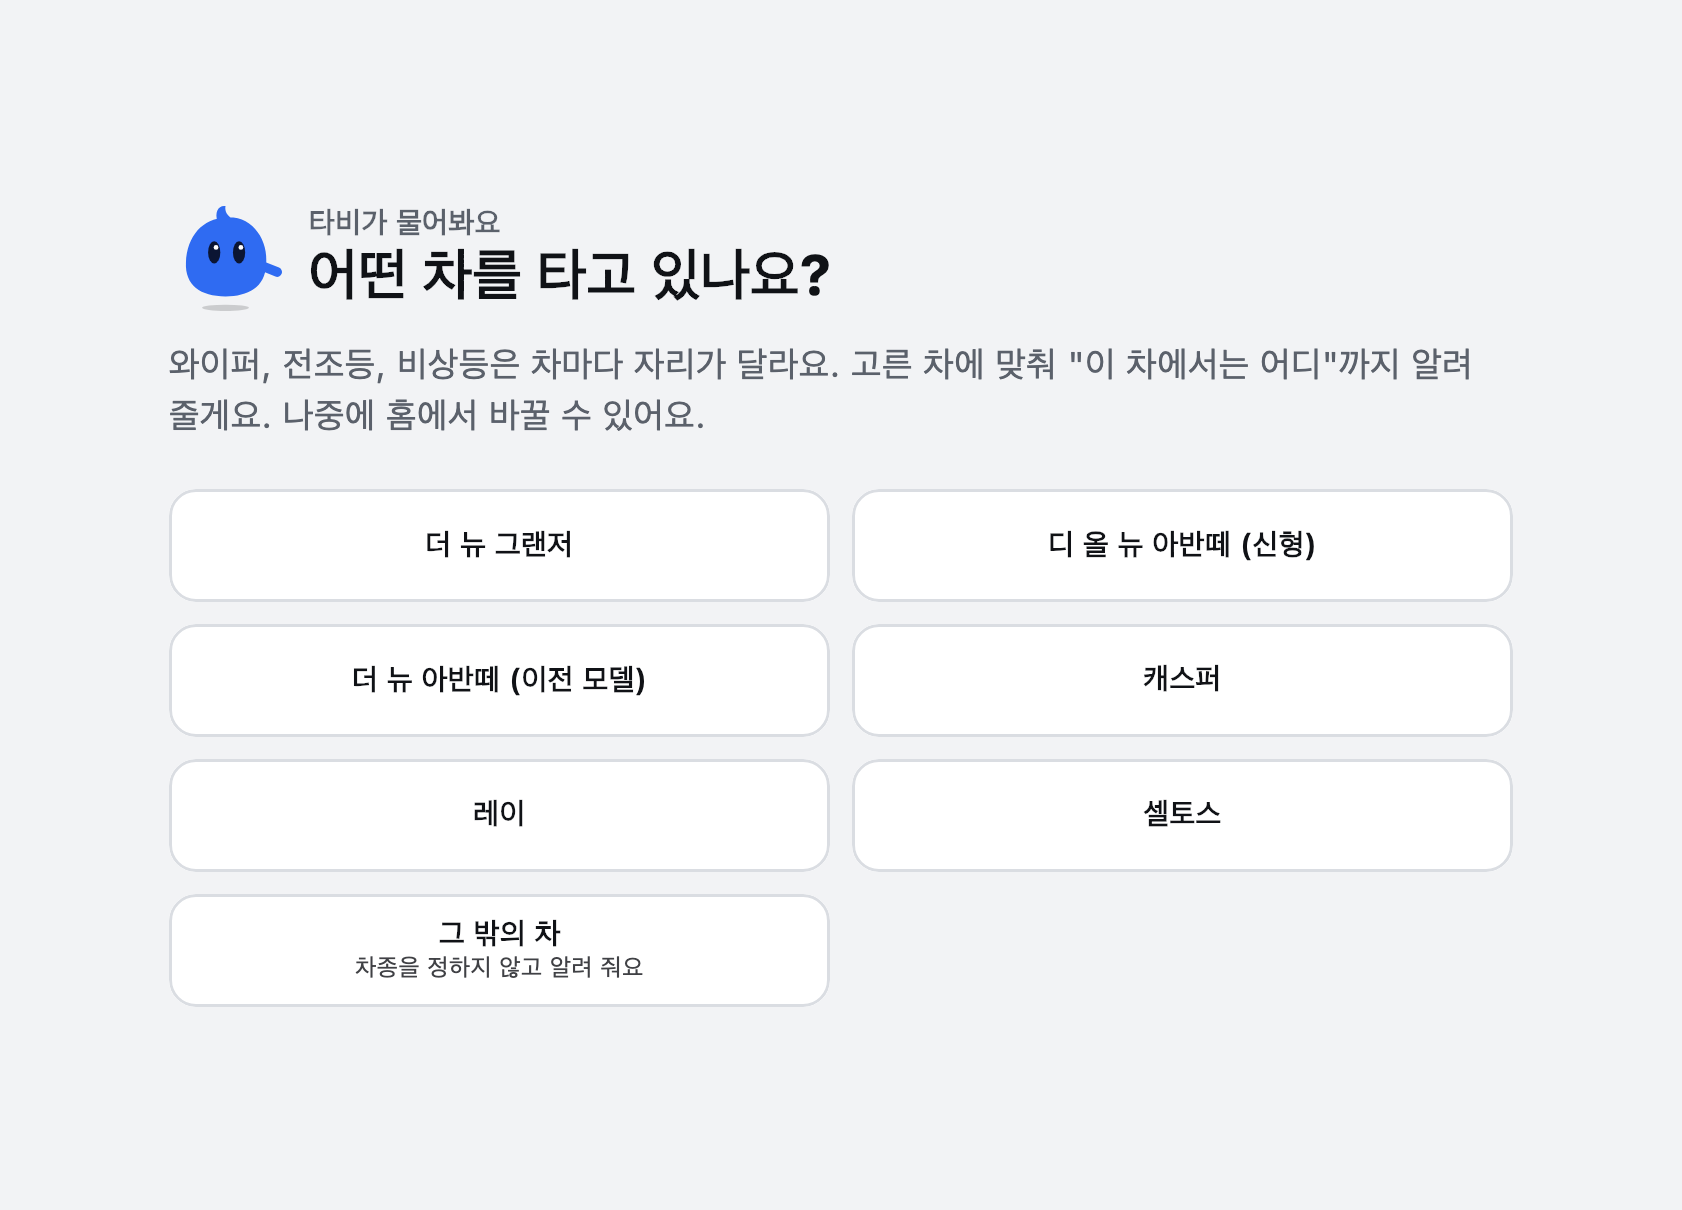 타비가 물어봐요
어떤 차를 타고 있나요?
와이퍼, 전조등, 비상등은 차마다 자리가 달라요. 고른 차에 맞춰 "이 차에서는 어디"까지 알려
줄게요. 나중에 홈에서 바꿀 수 있어요.
더 뉴 그랜저
디 올 뉴 아반떼 (신형)
더 뉴 아반떼 (이전 모델)
캐스퍼
레이
셀토스
그 밖의 차
차종을 정하지 않고 알려 줘요